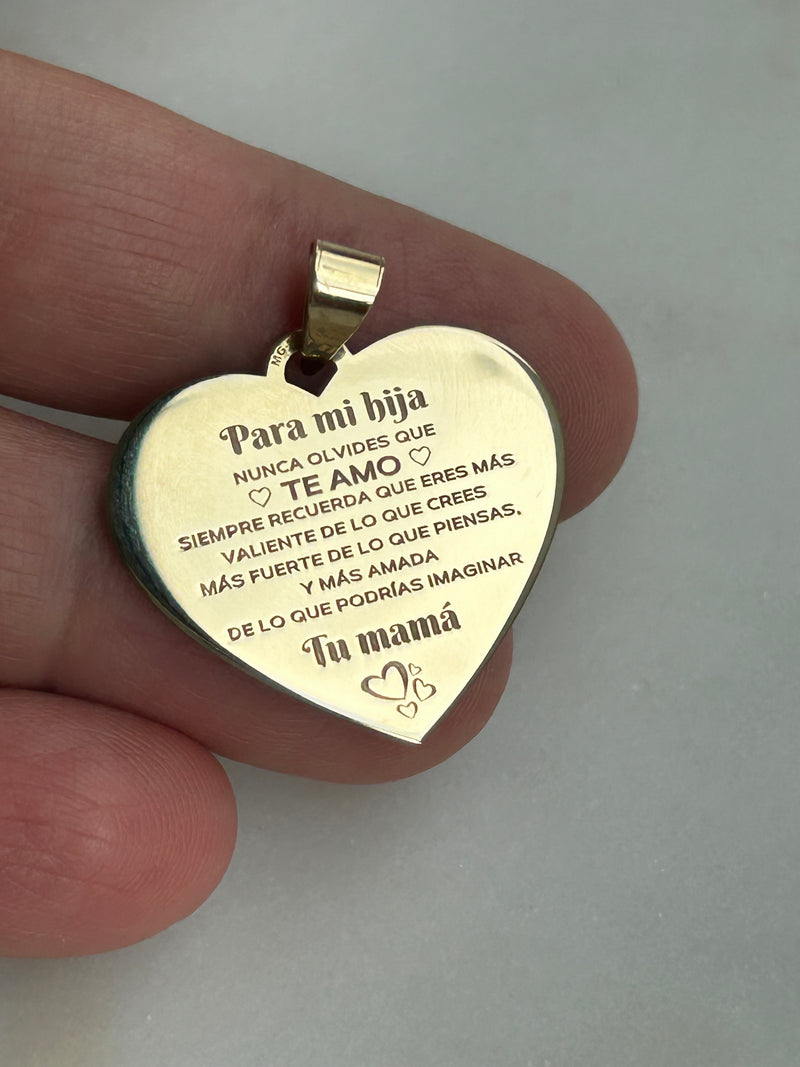 MG.
Para mi hija
NUNCA OLVIDES QUE
TE AMO
SIEMPRE RECUERDA QUE ERES MÁS
VALIENTE DE LO QUE CREES
MÁS FUERTE DE LO QUE PIENSAS,
Y MÁS AMADA
DE LO QUE PODRÍAS IMAGINAR
Tu mamá